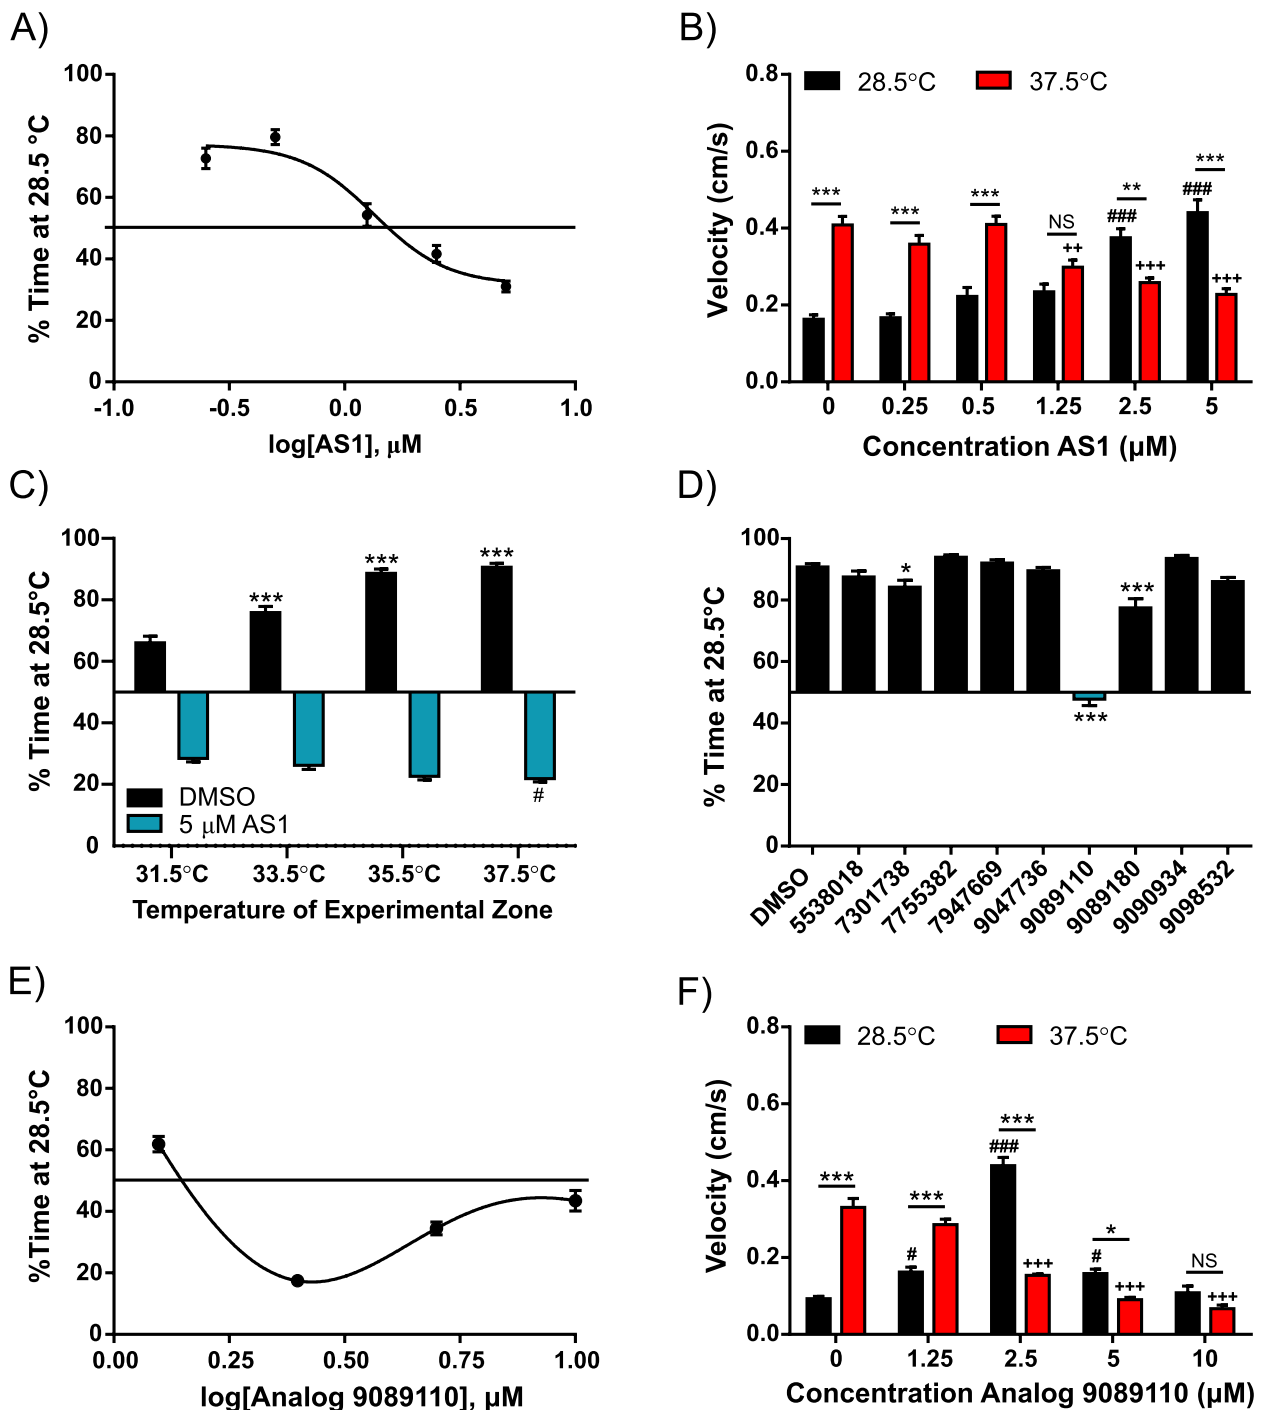 A)
100
80
60
40
20
0
% Time at 28.5 °C
-1.0 -0.5 0.0 0.5 1.0
log[AS1], μM
B)
0.8
0.6
0.4
0.2
0.0
Velocity (cm/s)
28.5°C 37.5°C
*** *** *** NS ** ***
### ###
++ +++ +++
0 0.25 0.5 1.25 2.5 5
Concentration AS1 (μM)
C)
100
80
60
40
20
0
% Time at 28.5°C
*** *** ***
#
DMSO
5 μM AS1
31.5°C 33.5°C 35.5°C 37.5°C
Temperature of Experimental Zone
D)
100
80
60
40
20
0
% Time at 28.5°C
* *** ***
DMSO 5538018 7301738 7755382 7947669 9047736 9089110 9089180 9090934 9098532
E)
100
80
60
40
20
0
%Time at 28.5°C
0.00 0.25 0.50 0.75 1.00
log[Analog 9089110], μM
F)
0.8
0.6
0.4
0.2
0.0
Velocity (cm/s)
28.5°C 37.5°C
*** *** *** * NS
# ### #
+++ +++ +++
0 1.25 2.5 5 10
Concentration Analog 9089110 (μM)